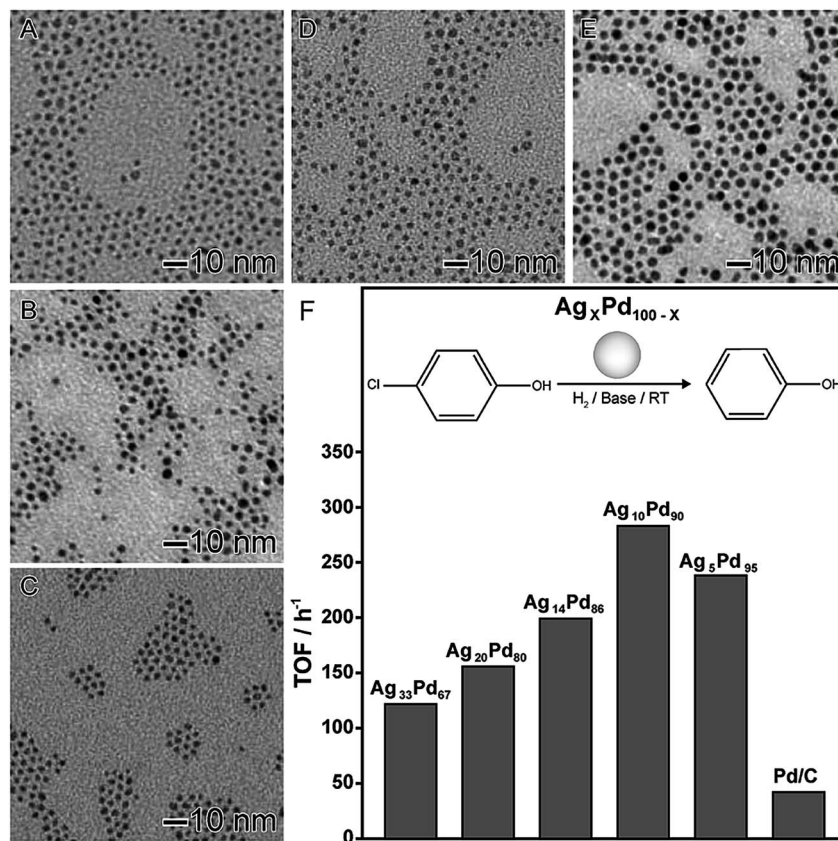 A
10 nm
D
10 nm
E
10 nm
B
10 nm
C
10 nm
F
AgXPd100 - X
Cl
OH
H2 / Base / RT
OH
TOF / h-1
350
300
250
200
150
100
50
0
Ag33Pd67
Ag20Pd80
Ag14Pd86
Ag10Pd90
Ag5Pd95
Pd/C